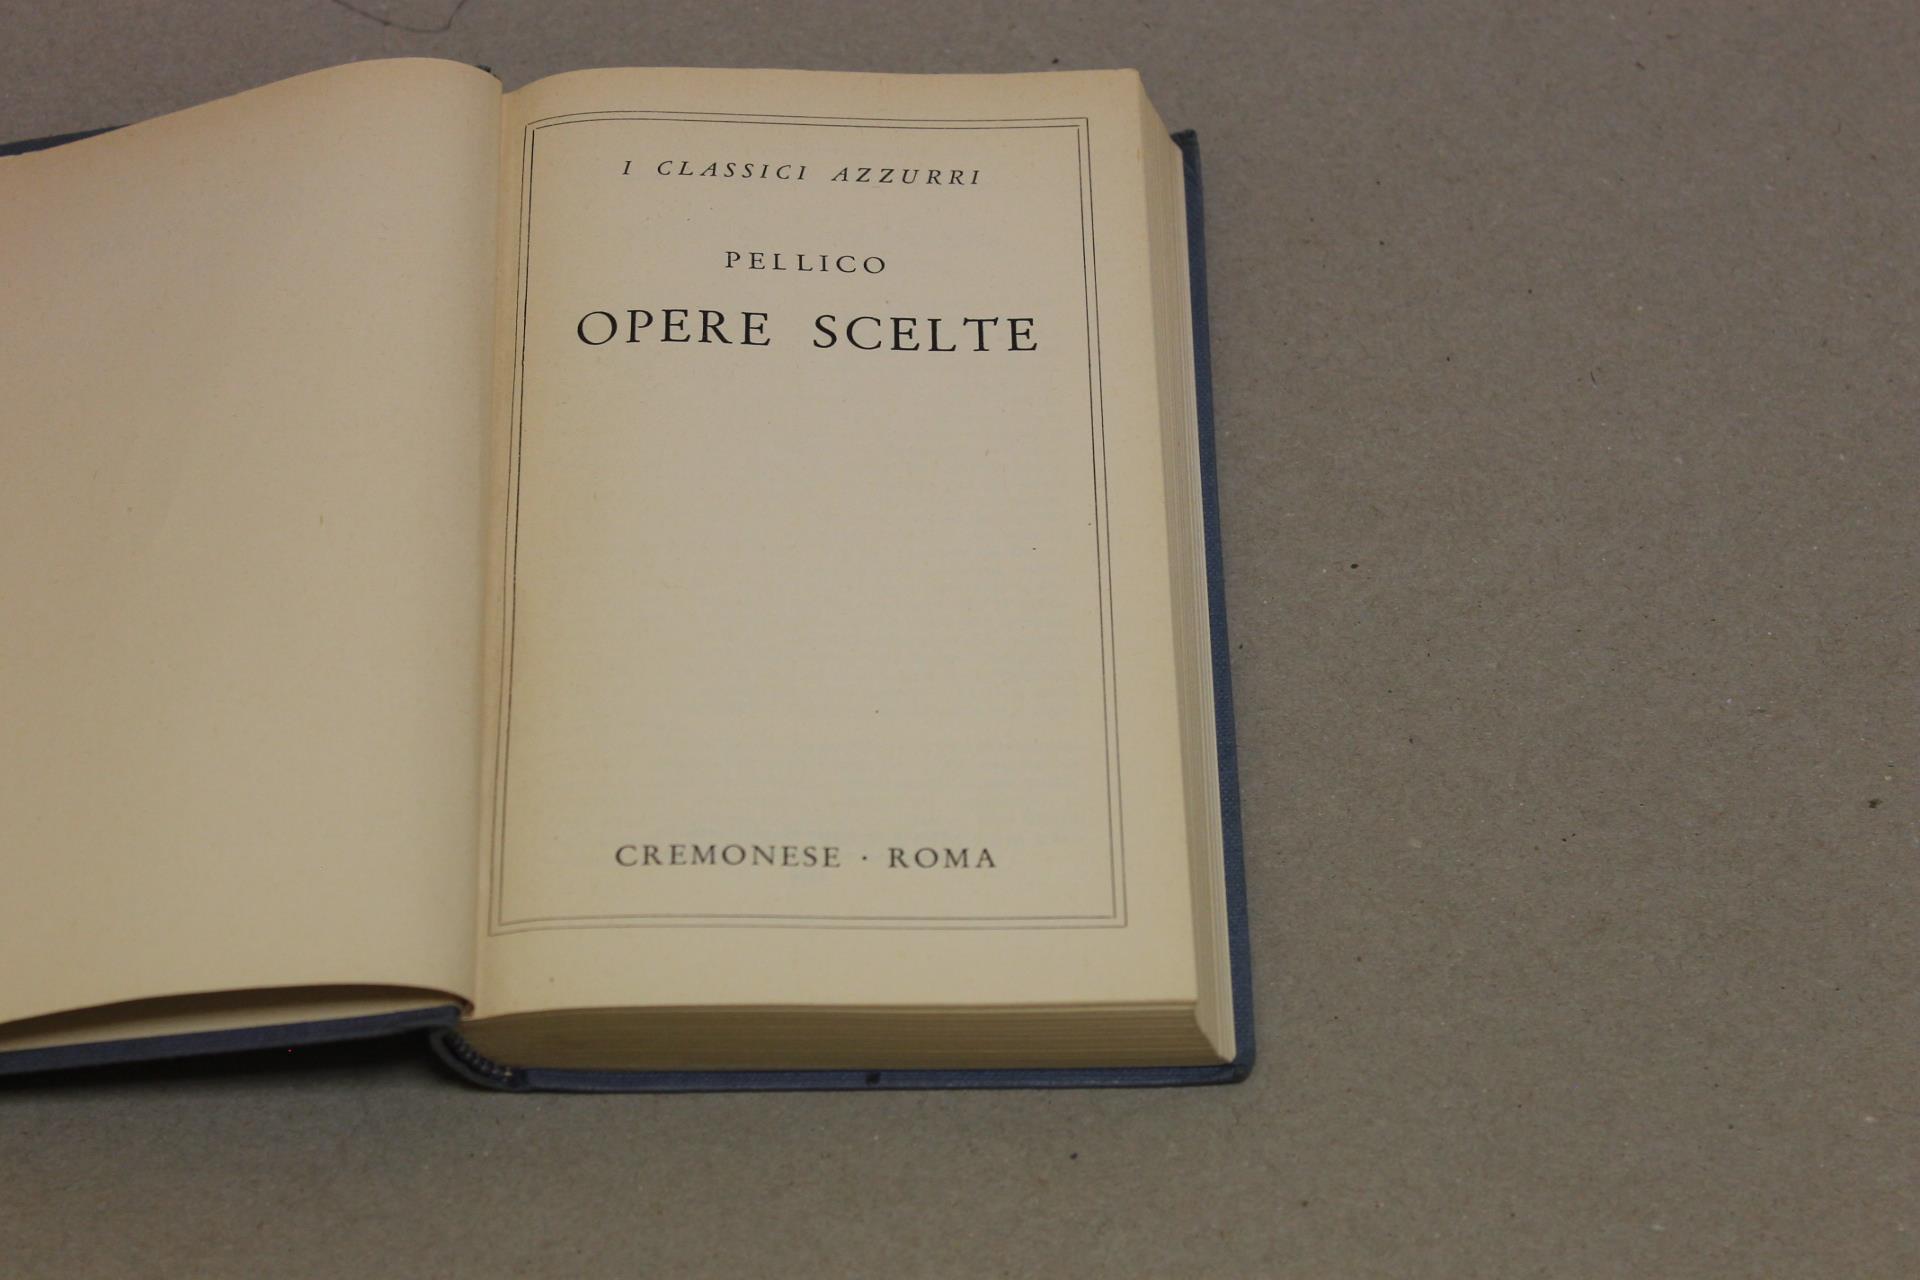 I CLASSICI AZZURRI
PELLICO
OPERE SCELTE
CREMONESE · ROMA